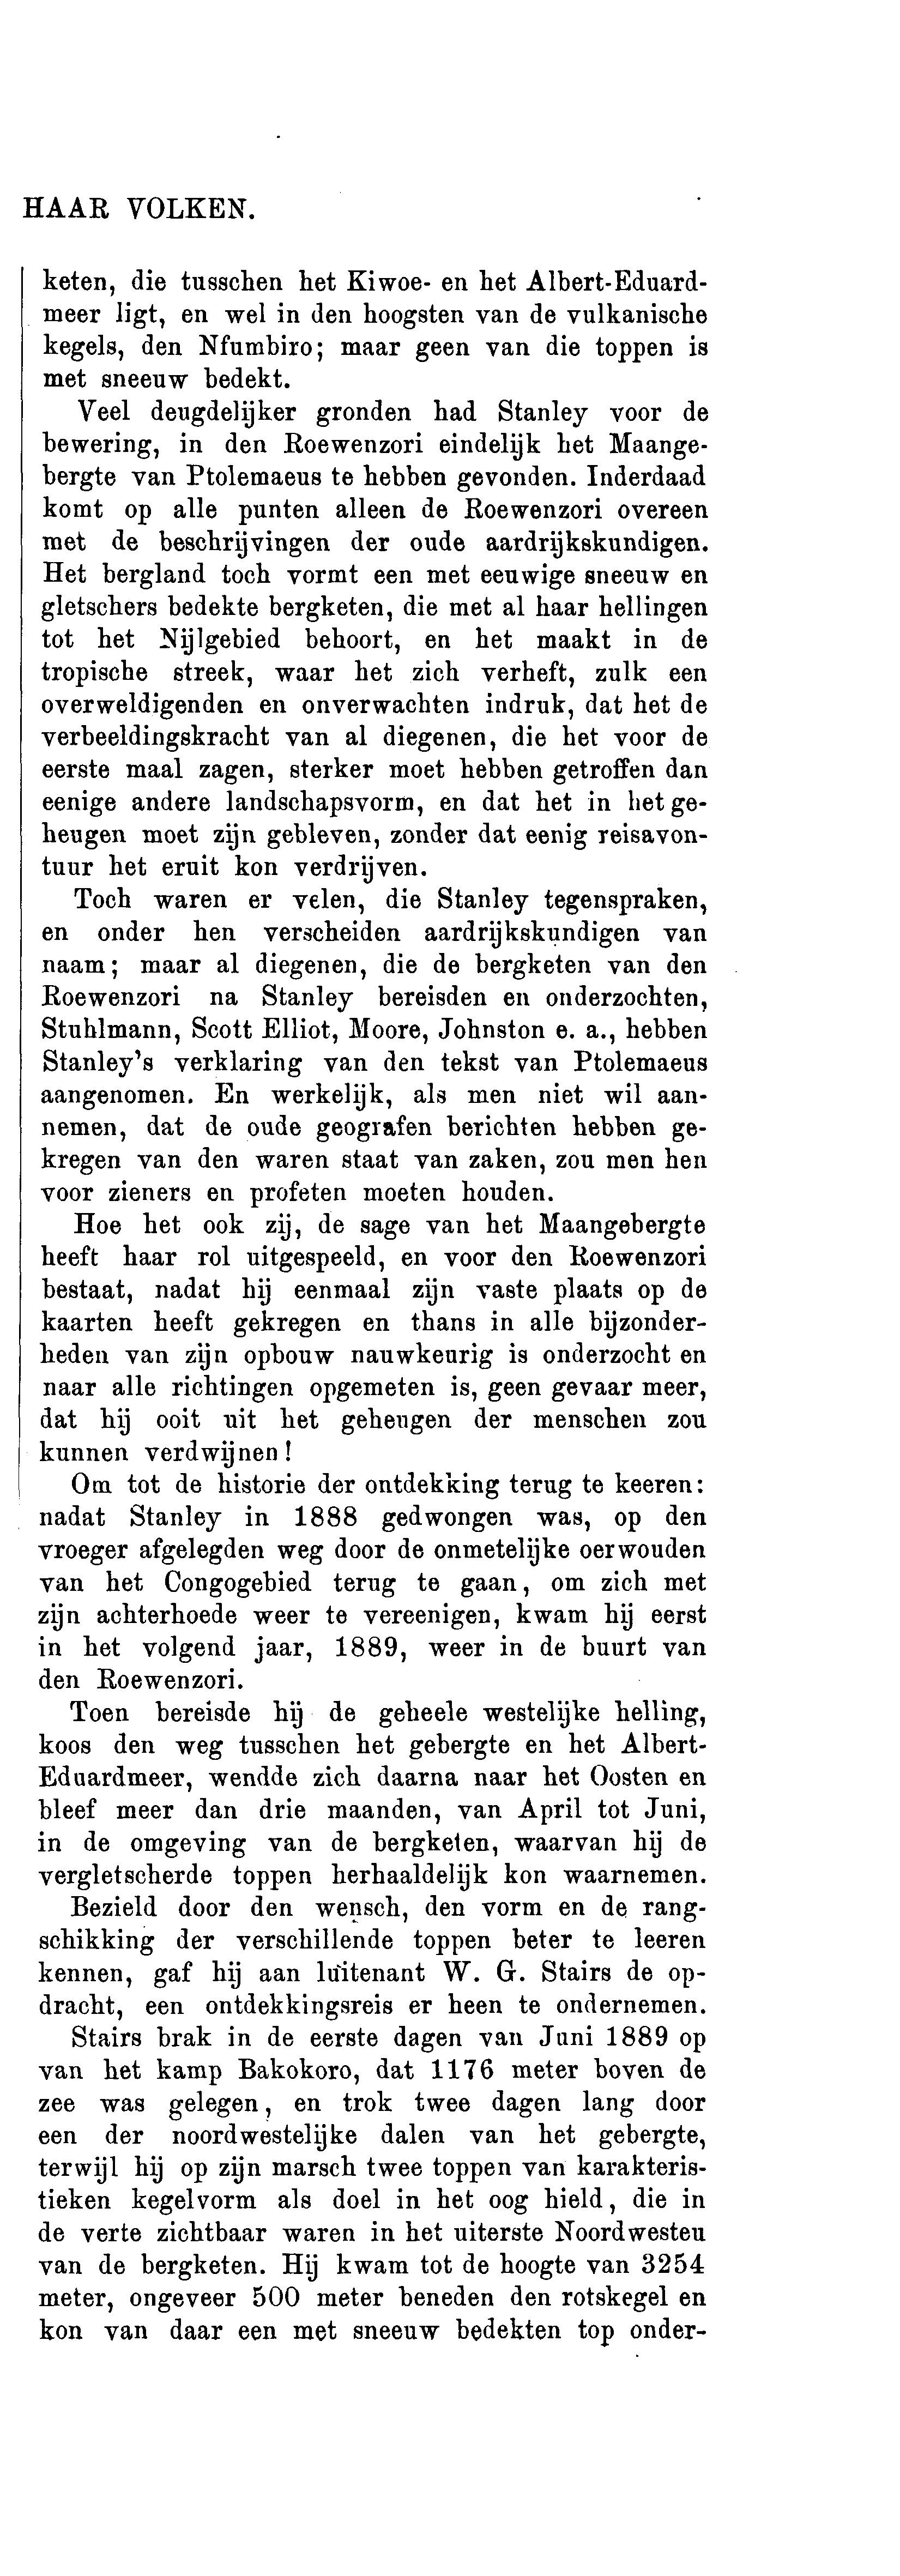 HAAR VOLKEN.
keten, die tusschen het Kiwoe- en het Albert-Eduard-
meer ligt, en wel in den hoogsten van de vulkanische
kegels, den Nfumbiro; maar geen van die toppen is
met sneeuw bedekt.
Veel deugdelijker gronden had Stanley voor de
bewering, in den Roewenzori eindelijk het Maange-
bergte van Ptolemaeus te hebben gevonden. Inderdaad
komt op alle punten alleen de Roewenzori overeen
met de beschrijvingen der oude aardrijkskundigen.
Het bergland toch vormt een met eeuwige sneeuw en
gletschers bedekte bergketen, die met al haar hellingen
tot het Nijlgebied behoort, en het maakt in de
tropische streek, waar het zich verheft, zulk een
overweldigenden en onverwachten indruk, dat het de
verbeeldingskracht van al diegenen, die het voor de
eerste maal zagen, sterker moet hebben getroffen dan
eenige andere landschapsvorm, en dat het in het ge-
heugen moet zijn gebleven, zonder dat eenig reisavon-
tuur het eruit kon verdrijven.
Toch waren er velen, die Stanley tegenspraken,
en onder hen verscheiden aardrijkskundigen van
naam; maar al diegenen, die de bergketen van den
Roewenzori na Stanley bereisden en onderzochten,
Stuhlmann, Scott Elliot, Moore, Johnston e. a., hebben
Stanley's verklaring van den tekst van Ptolemaeus
aangenomen. En werkelijk, als men niet wil aan-
nemen, dat de oude geografen berichten hebben ge-
kregen van den waren staat van zaken, zou men hen
voor zieners en profeten moeten houden.
Hoe het ook zij, de sage van het Maangebergte
heeft haar rol uitgespeeld, en voor den Roewenzori
bestaat, nadat hij eenmaal zijn vaste plaats op de
kaarten heeft gekregen en thans in alle bijzonder-
heden van zijn opbouw nauwkeurig is onderzocht en
naar alle richtingen opgemeten is, geen gevaar meer,
dat hij ooit uit het geheugen der menschen zou
kunnen verdwijnen!
Om tot de historie der ontdekking terug te keeren:
nadat Stanley in 1888 gedwongen was, op den
vroeger afgelegden weg door de onmetelijke oerwouden
van het Congogebied terug te gaan, om zich met
zijn achterhoede weer te vereenigen, kwam hij eerst
in het volgend jaar, 1889, weer in de buurt van
den Roewenzori.
Toen bereisde hij de geheele westelijke helling,
koos den weg tusschen het gebergte en het Albert-
Eduardmeer, wendde zich daarna naar het Oosten en
bleef meer dan drie maanden, van April tot Juni,
in de omgeving van de bergketen, waarvan hij de
vergletscherde toppen herhaaldelijk kon waarnemen.
Bezield door den wensch, den vorm en de rang-
schikking der verschillende toppen beter te leeren
kennen, gaf hij aan luitenant W. G. Stairs de op-
dracht, een ontdekkingsreis er heen te ondernemen.
Stairs brak in de eerste dagen van Juni 1889 op
van het kamp Bakokoro, dat 1176 meter boven de
zee was gelegen, en trok twee dagen lang door
een der noordwestelijke dalen van het gebergte,
terwijl hij op zijn marsch twee toppen van karakteris-
tieken kegelvorm als doel in het oog hield, die in
de verte zichtbaar waren in het uiterste Noordwesten
van de bergketen. Hij kwam tot de hoogte van 3254
meter, ongeveer 500 meter beneden den rotskegel en
kon van daar een met sneeuw bedekten top onder-